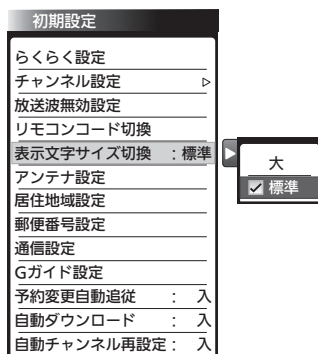 初期設定
らくらく設定
チャンネル設定
放送波無効設定
リモコンコード切換
表示文字サイズ切換 : 標準
アンテナ設定
居住地域設定
郵便番号設定
通信設定
Gガイド設定
予約変更自動追従 : 入
自動ダウンロード : 入
自動チャンネル再設定 : 入
大
標準